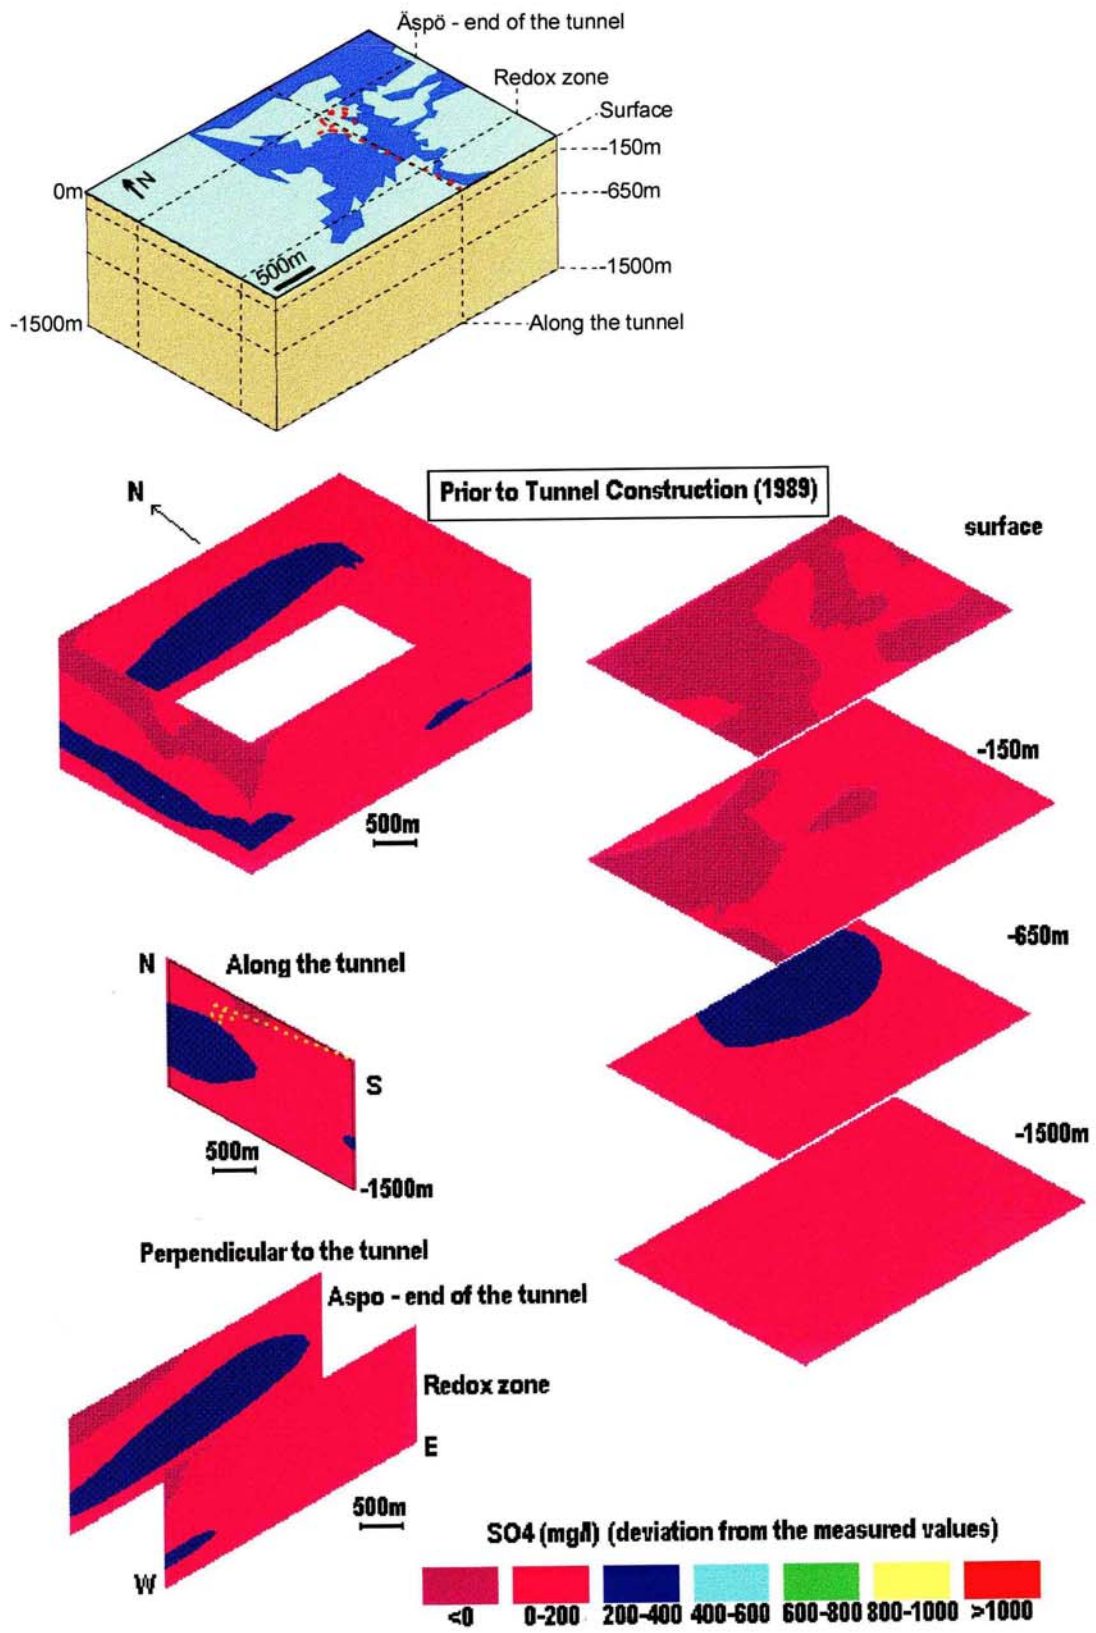 Äspö - end of the tunnel
Redox zone
Surface
-150m
0m
N
-650m
500m
-1500m
-1500m
Along the tunnel
N
Prior to Tunnel Construction (1989)
surface
-150m
500m
-650m
N
Along the tunnel
S
-1500m
500m
-1500m
Perpendicular to the tunnel
Aspo - end of the tunnel
Redox zone
E
500m
SO4 (mg/l) (deviation from the measured values)
W
<0 0-200 200-400 400-600 600-800 800-1000 >1000